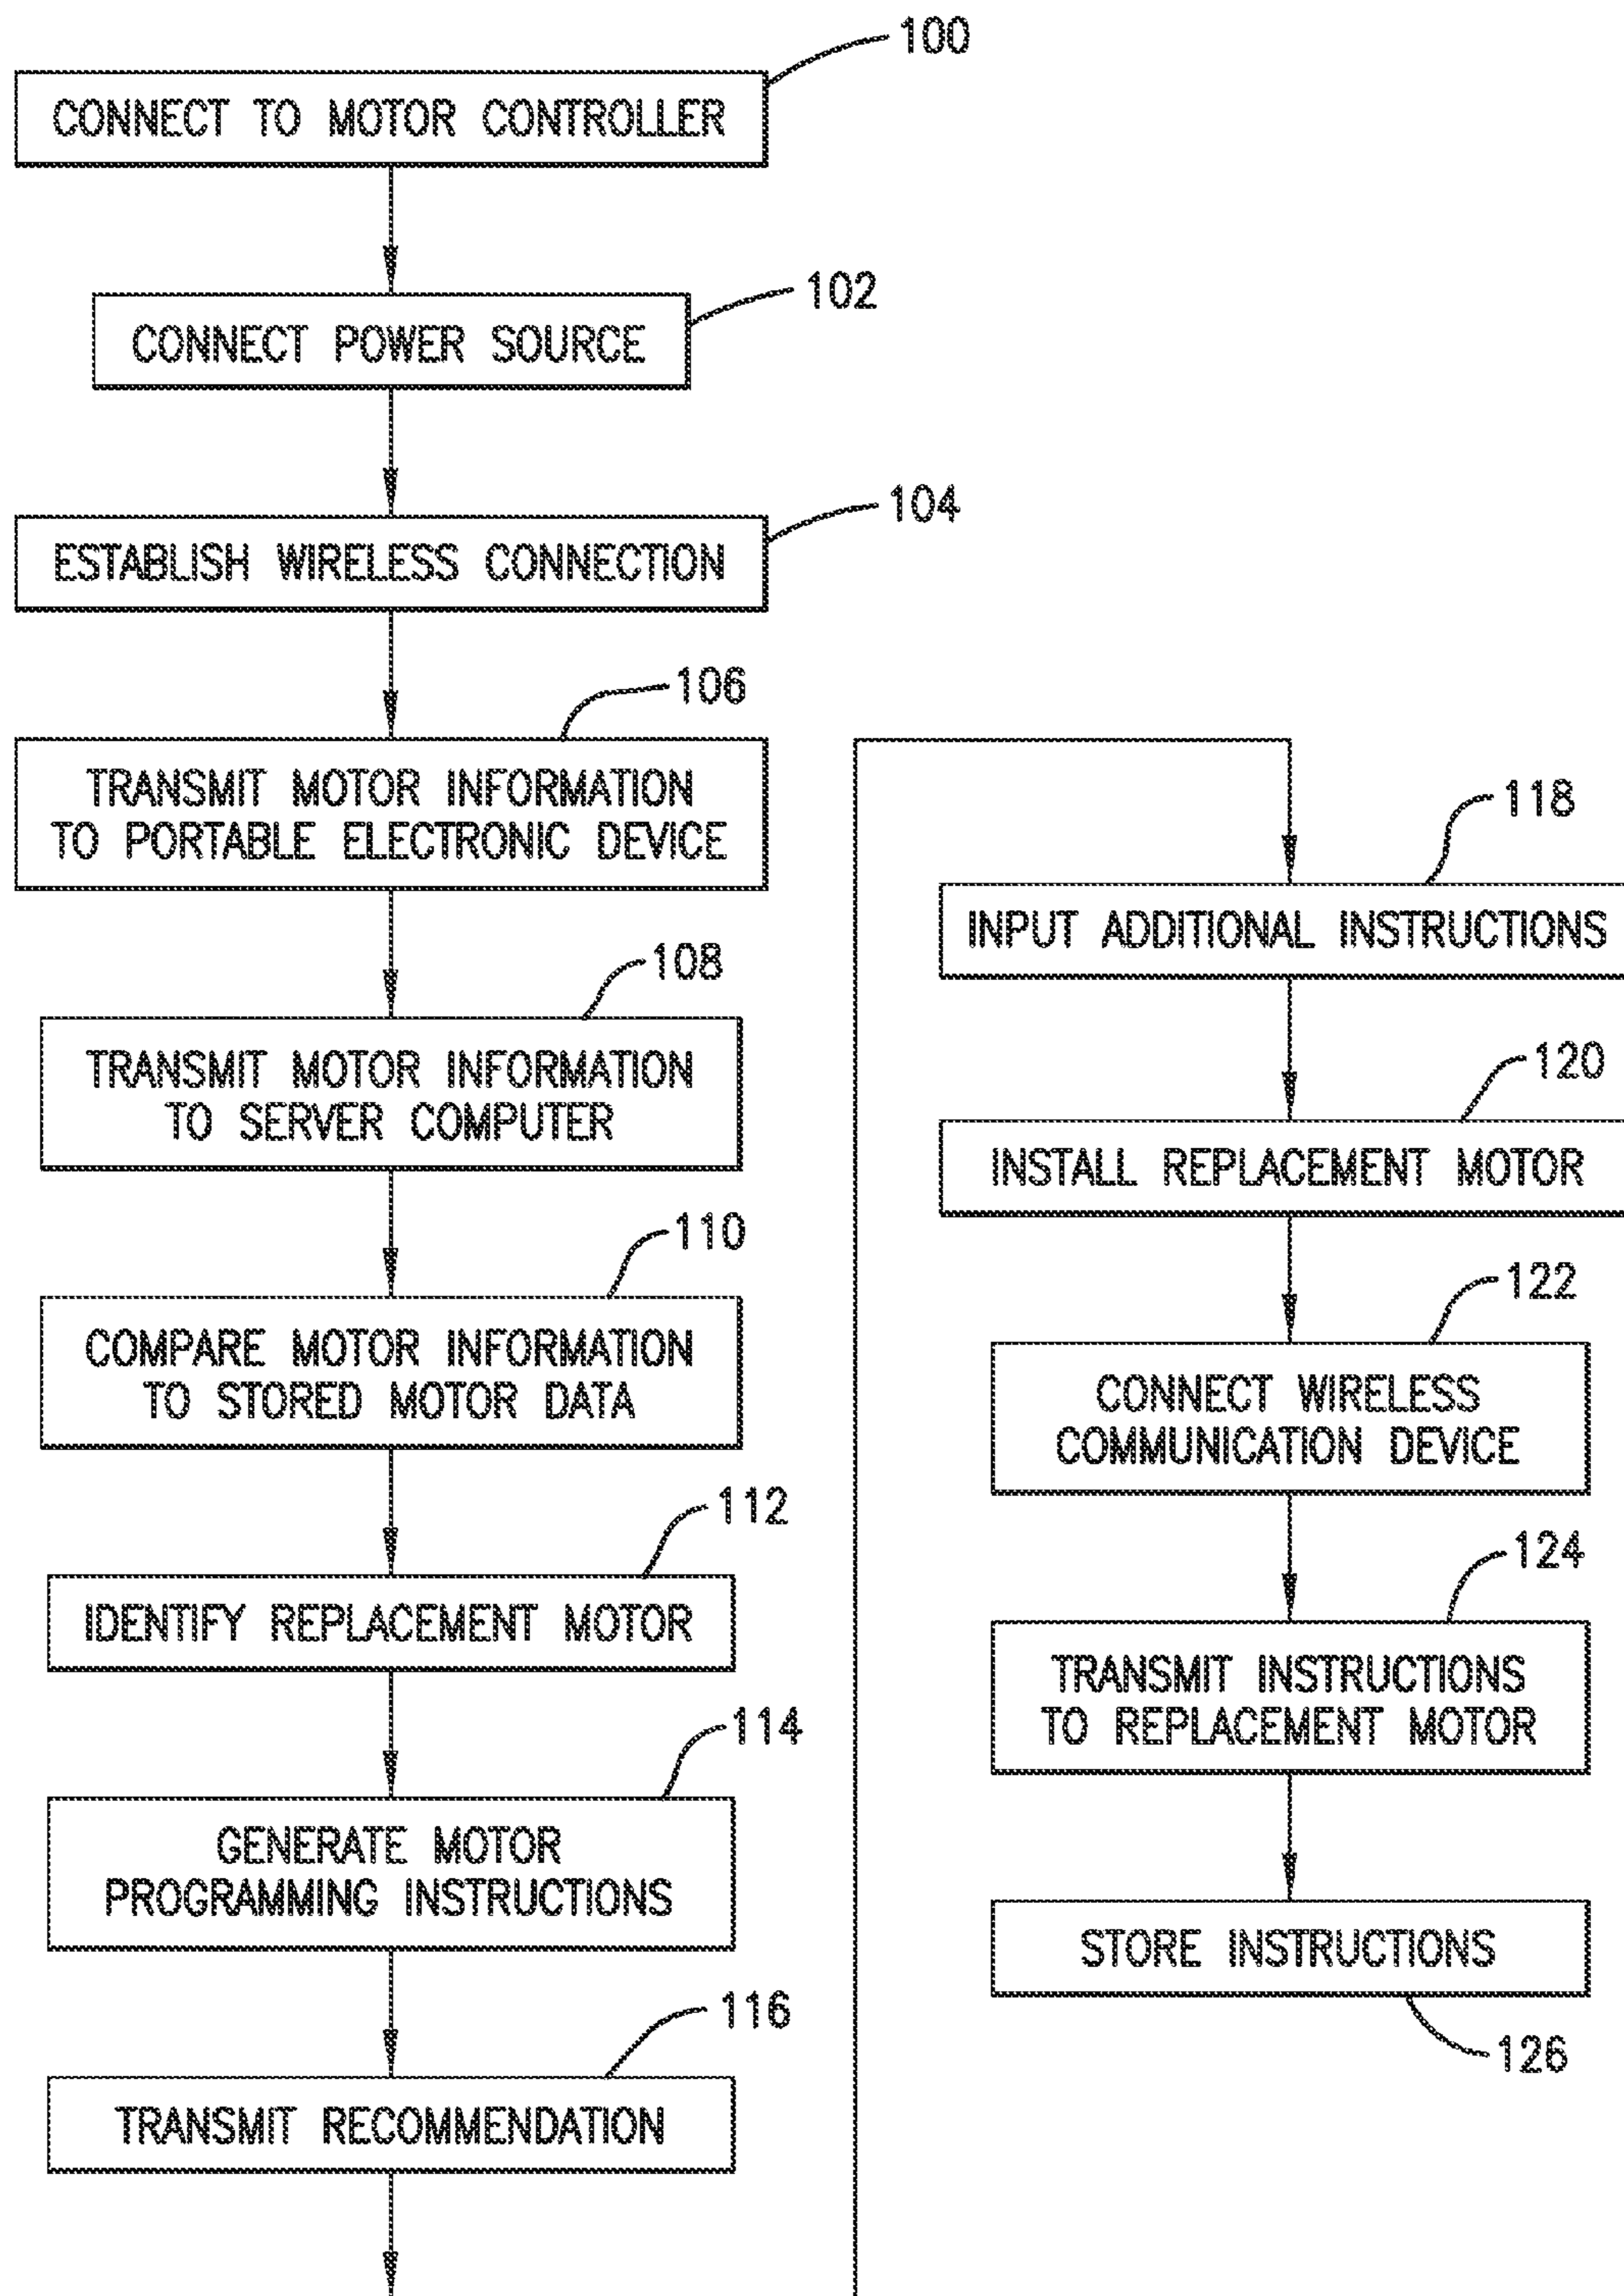 100
CONNECT TO MOTOR CONTROLLER
102
CONNECT POWER SOURCE
104
ESTABLISH WIRELESS CONNECTION
106
TRANSMIT MOTOR INFORMATION
TO PORTABLE ELECTRONIC DEVICE
108
TRANSMIT MOTOR INFORMATION
TO SERVER COMPUTER
110
COMPARE MOTOR INFORMATION
TO STORED MOTOR DATA
112
IDENTIFY REPLACEMENT MOTOR
114
GENERATE MOTOR
PROGRAMMING INSTRUCTIONS
116
TRANSMIT RECOMMENDATION
118
INPUT ADDITIONAL INSTRUCTIONS
120
INSTALL REPLACEMENT MOTOR
122
CONNECT WIRELESS
COMMUNICATION DEVICE
124
TRANSMIT INSTRUCTIONS
TO REPLACEMENT MOTOR
STORE INSTRUCTIONS
126